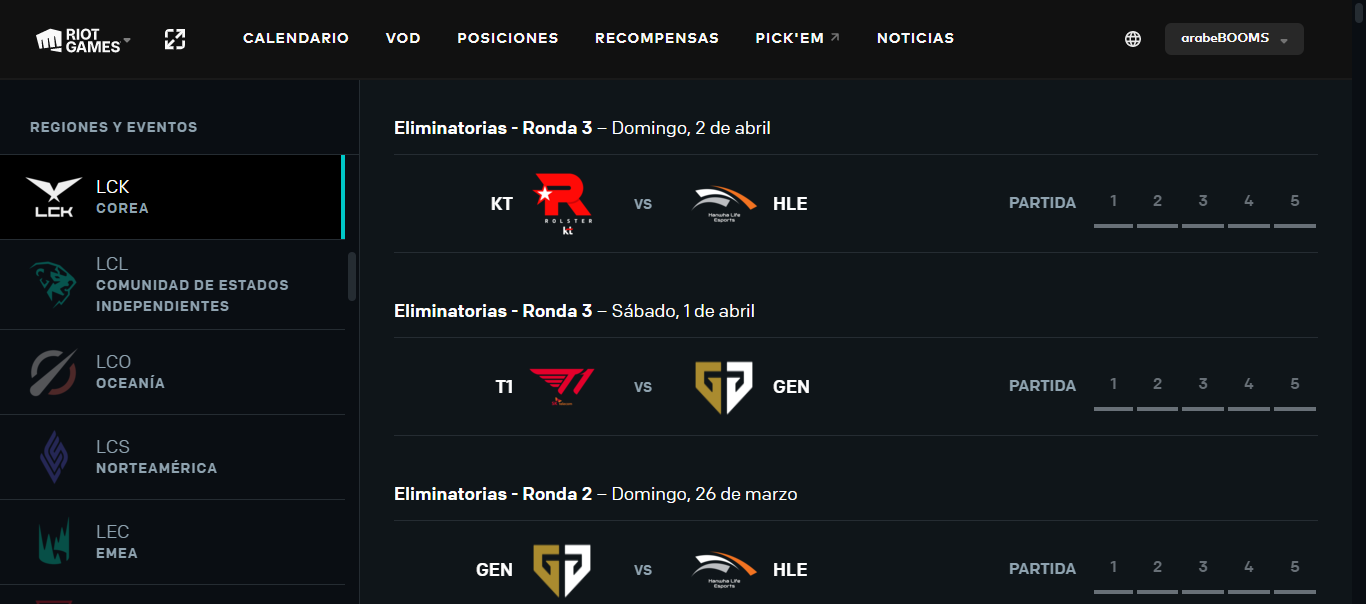 RIOT
GAMES
CALENDARIO VOD POSICIONES RECOMPENSAS PICK'EM NOTICIAS
arabeBOOMS
REGIONES Y EVENTOS
LCK
LCK
COREA
LCL
COMUNIDAD DE ESTADOS
INDEPENDIENTES
LCO
OCEANÍA
LCS
NORTEAMÉRICA
LEC
EMEA
Eliminatorias - Ronda 3 – Domingo, 2 de abril
KT R ROLSTER kt VS Hanwha Life Esports HLE PARTIDA 1 2 3 4 5
Eliminatorias - Ronda 3 – Sábado, 1 de abril
T1 T1 VS GEN PARTIDA 1 2 3 4 5
Eliminatorias - Ronda 2 – Domingo, 26 de marzo
GEN VS Hanwha Life Esports HLE PARTIDA 1 2 3 4 5